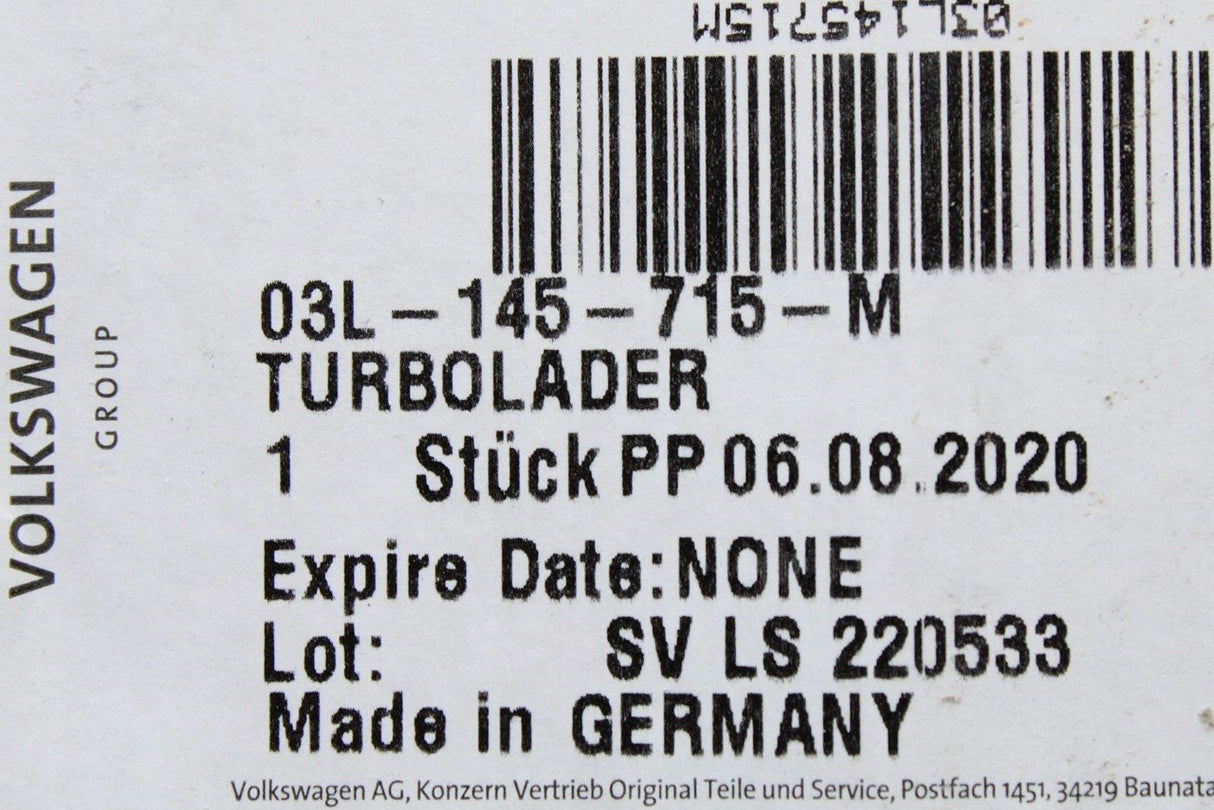 03L145715M
03L-145-715-M
TURBOLADER
1 Stück PP 06.08.2020
Expire Date:NONE
Lot: SV LS 220533
Made in GERMANY
Volkswagen AG, Konzern Vertrieb Original Teile und Service, Postfach 1451, 34219 Baunata
VOLKSWAGEN
GROUP